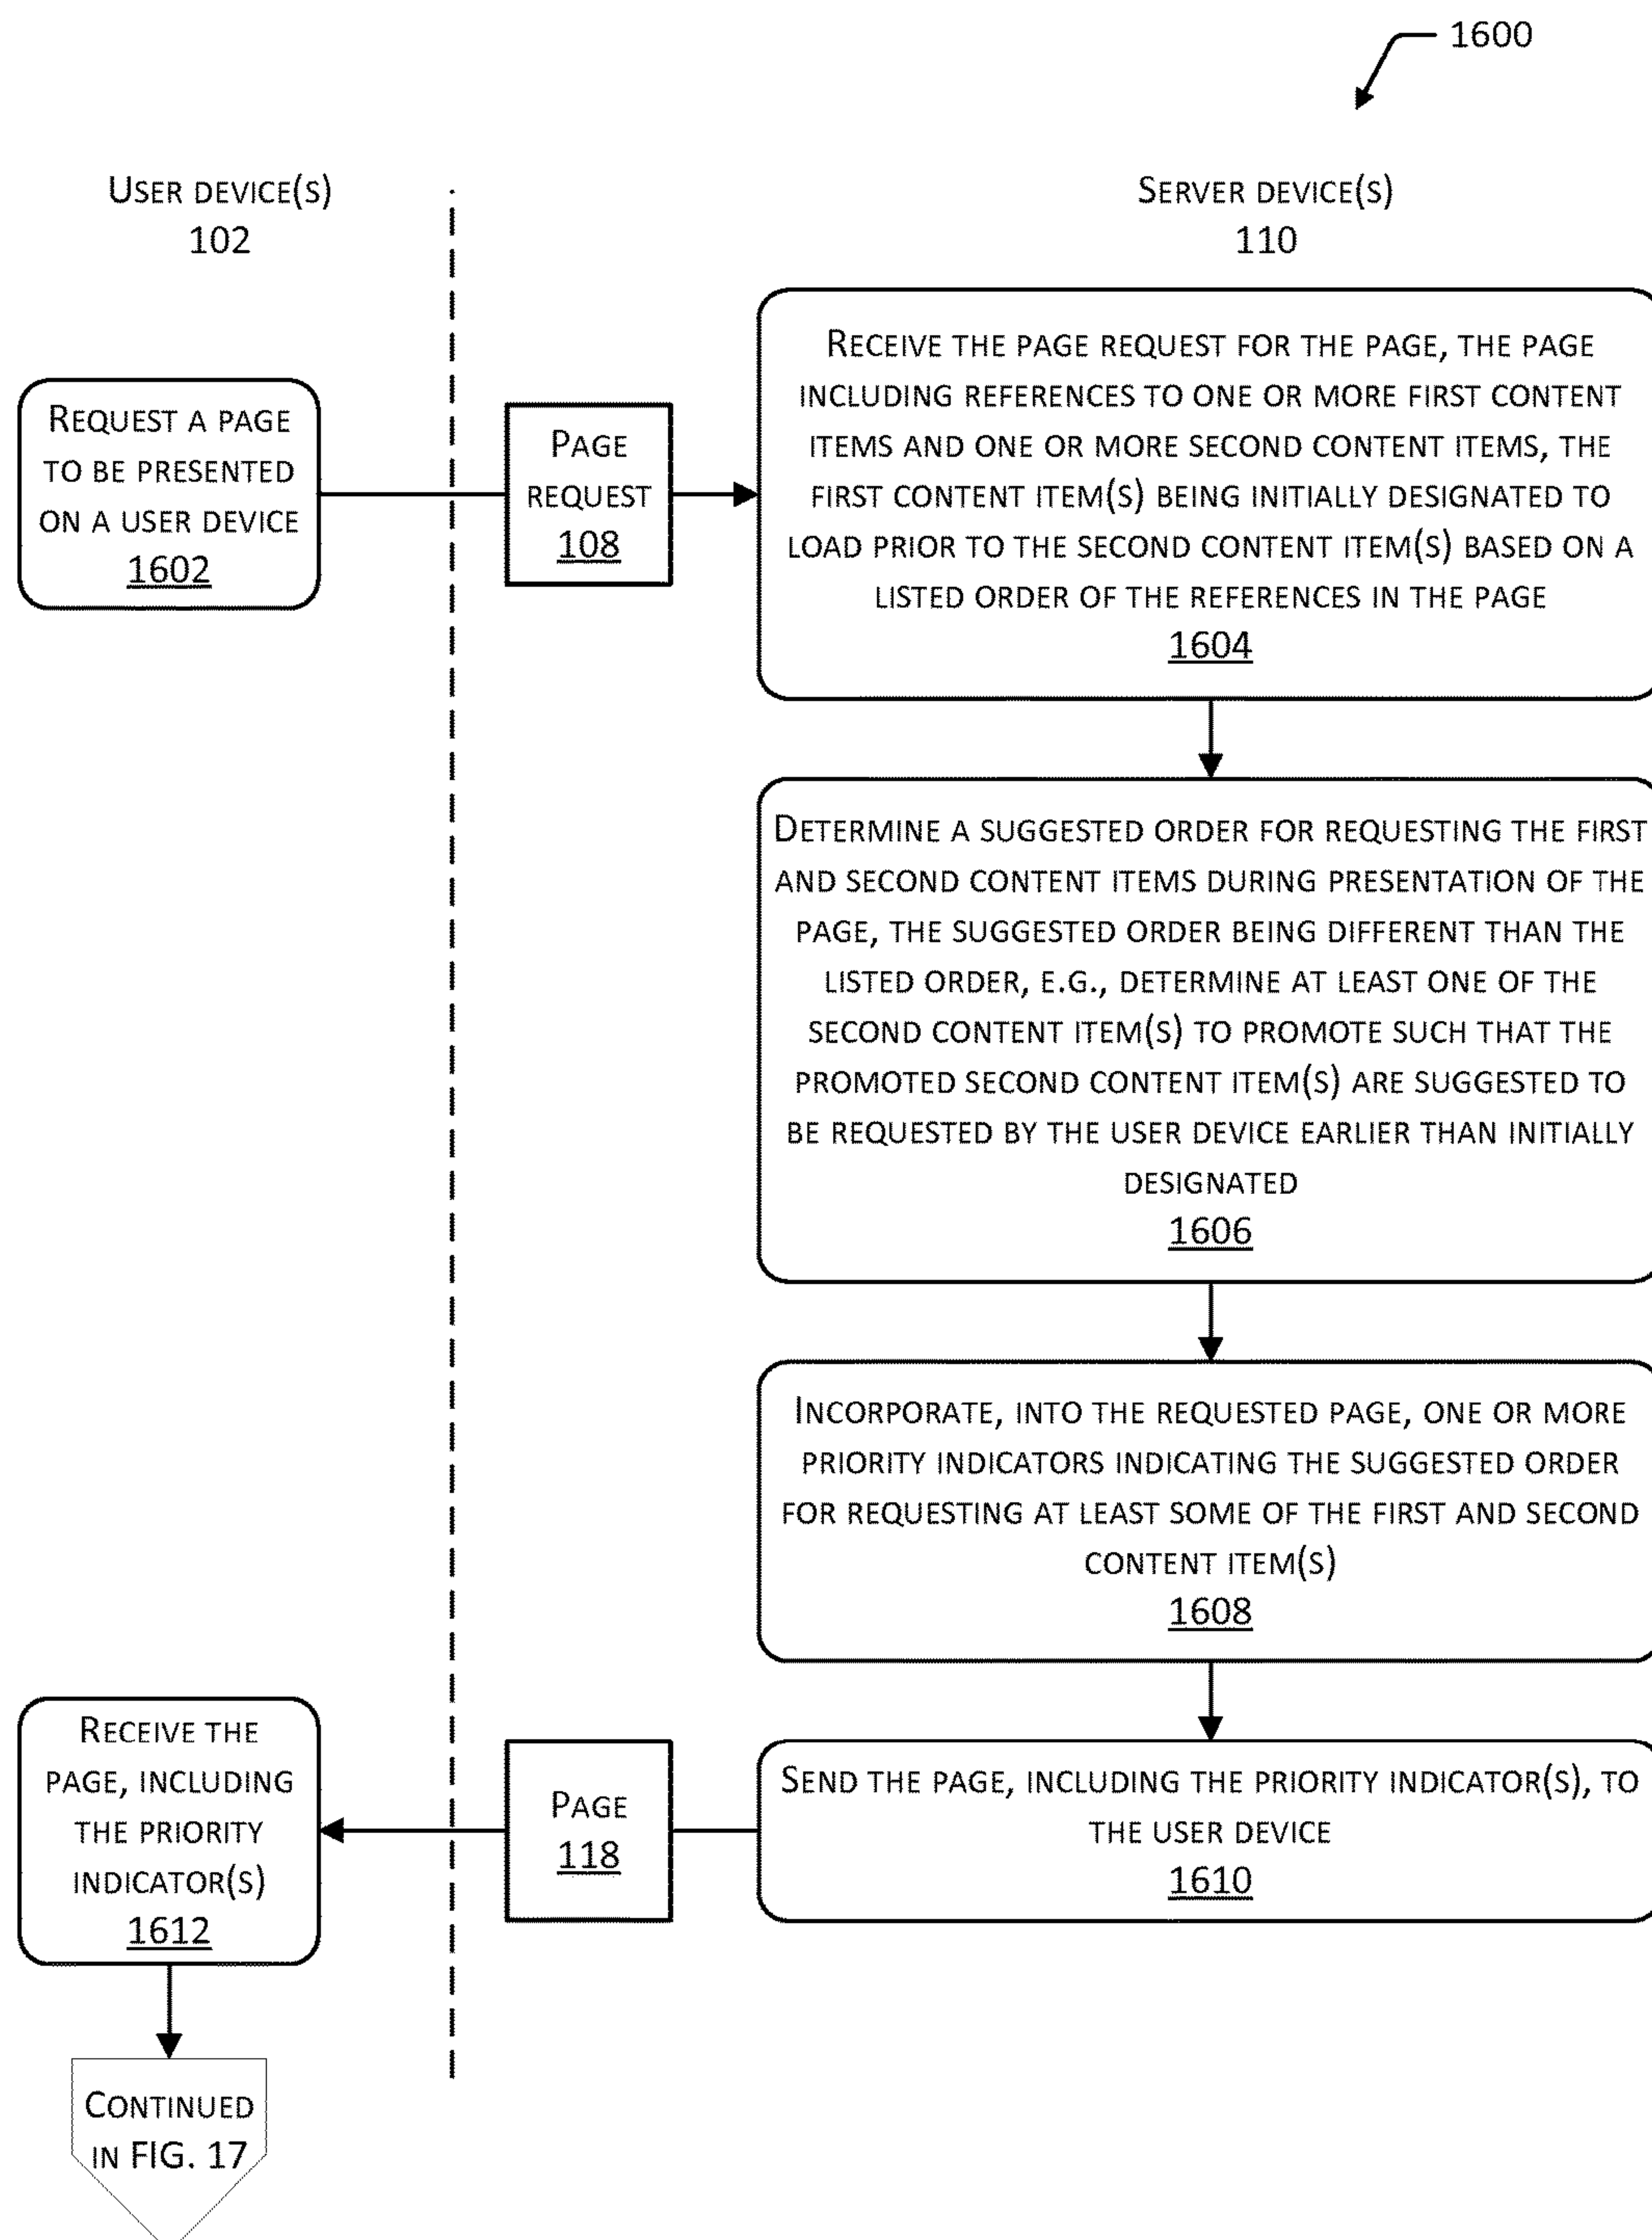 1600
USER DEVICE(S)
102
SERVER DEVICE(S)
110
REQUEST A PAGE
TO BE PRESENTED
ON A USER DEVICE
1602
PAGE
REQUEST
108
RECEIVE THE PAGE REQUEST FOR THE PAGE, THE PAGE
INCLUDING REFERENCES TO ONE OR MORE FIRST CONTENT
ITEMS AND ONE OR MORE SECOND CONTENT ITEMS, THE
FIRST CONTENT ITEM(S) BEING INITIALLY DESIGNATED TO
LOAD PRIOR TO THE SECOND CONTENT ITEM(S) BASED ON A
LISTED ORDER OF THE REFERENCES IN THE PAGE
1604
DETERMINE A SUGGESTED ORDER FOR REQUESTING THE FIRST
AND SECOND CONTENT ITEMS DURING PRESENTATION OF THE
PAGE, THE SUGGESTED ORDER BEING DIFFERENT THAN THE
LISTED ORDER, E.G., DETERMINE AT LEAST ONE OF THE
SECOND CONTENT ITEM(S) TO PROMOTE SUCH THAT THE
PROMOTED SECOND CONTENT ITEM(S) ARE SUGGESTED TO
BE REQUESTED BY THE USER DEVICE EARLIER THAN INITIALLY
DESIGNATED
1606
INCORPORATE, INTO THE REQUESTED PAGE, ONE OR MORE
PRIORITY INDICATORS INDICATING THE SUGGESTED ORDER
FOR REQUESTING AT LEAST SOME OF THE FIRST AND SECOND
CONTENT ITEM(S)
1608
SEND THE PAGE, INCLUDING THE PRIORITY INDICATOR(S), TO
THE USER DEVICE
1610
PAGE
118
RECEIVE THE
PAGE, INCLUDING
THE PRIORITY
INDICATOR(S)
1612
CONTINUED
IN FIG. 17